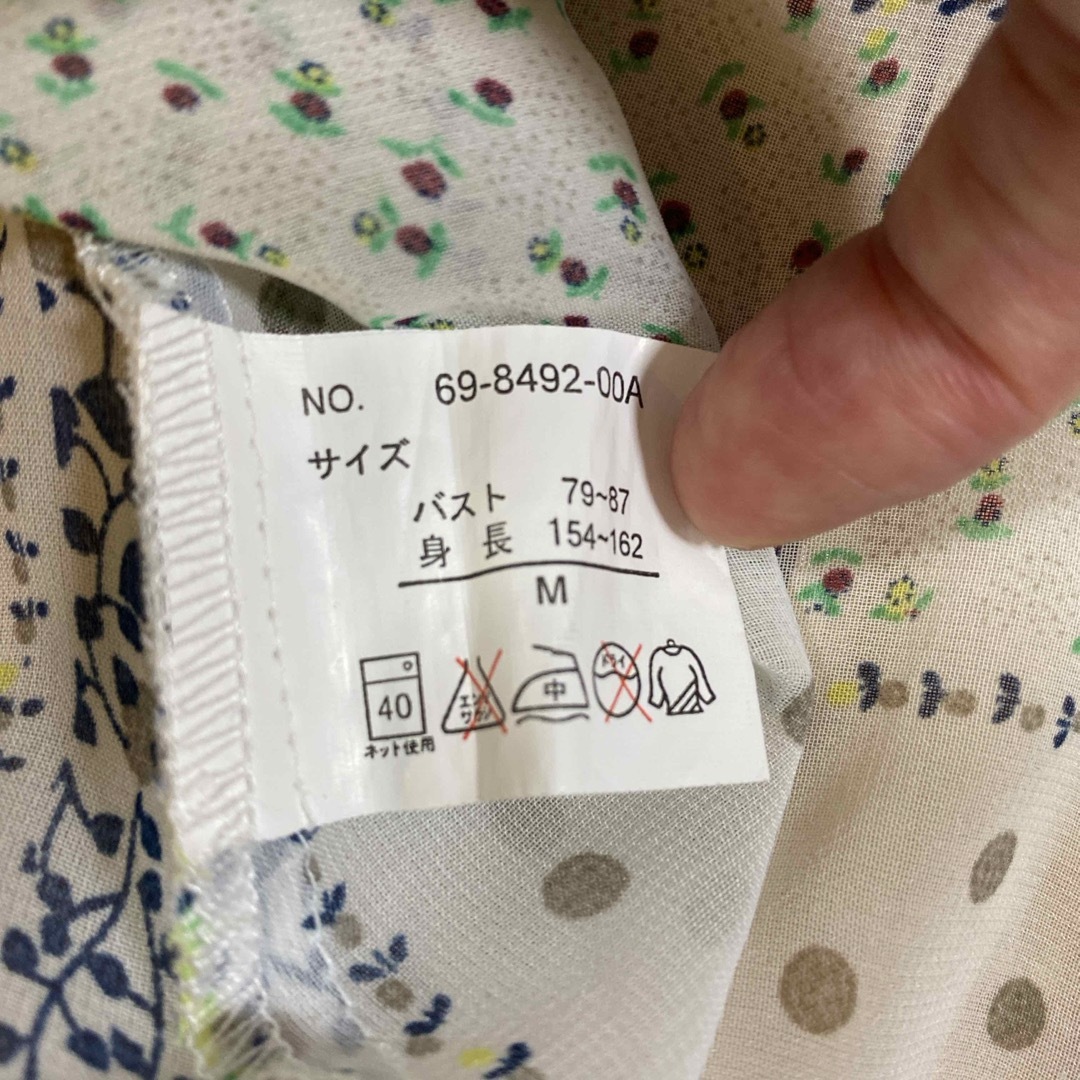 NO. 69-8492-00A
サイズ
バスト 79~87
身長 154~162
M
40 エンソサラシ 中 ドライ
ネット使用